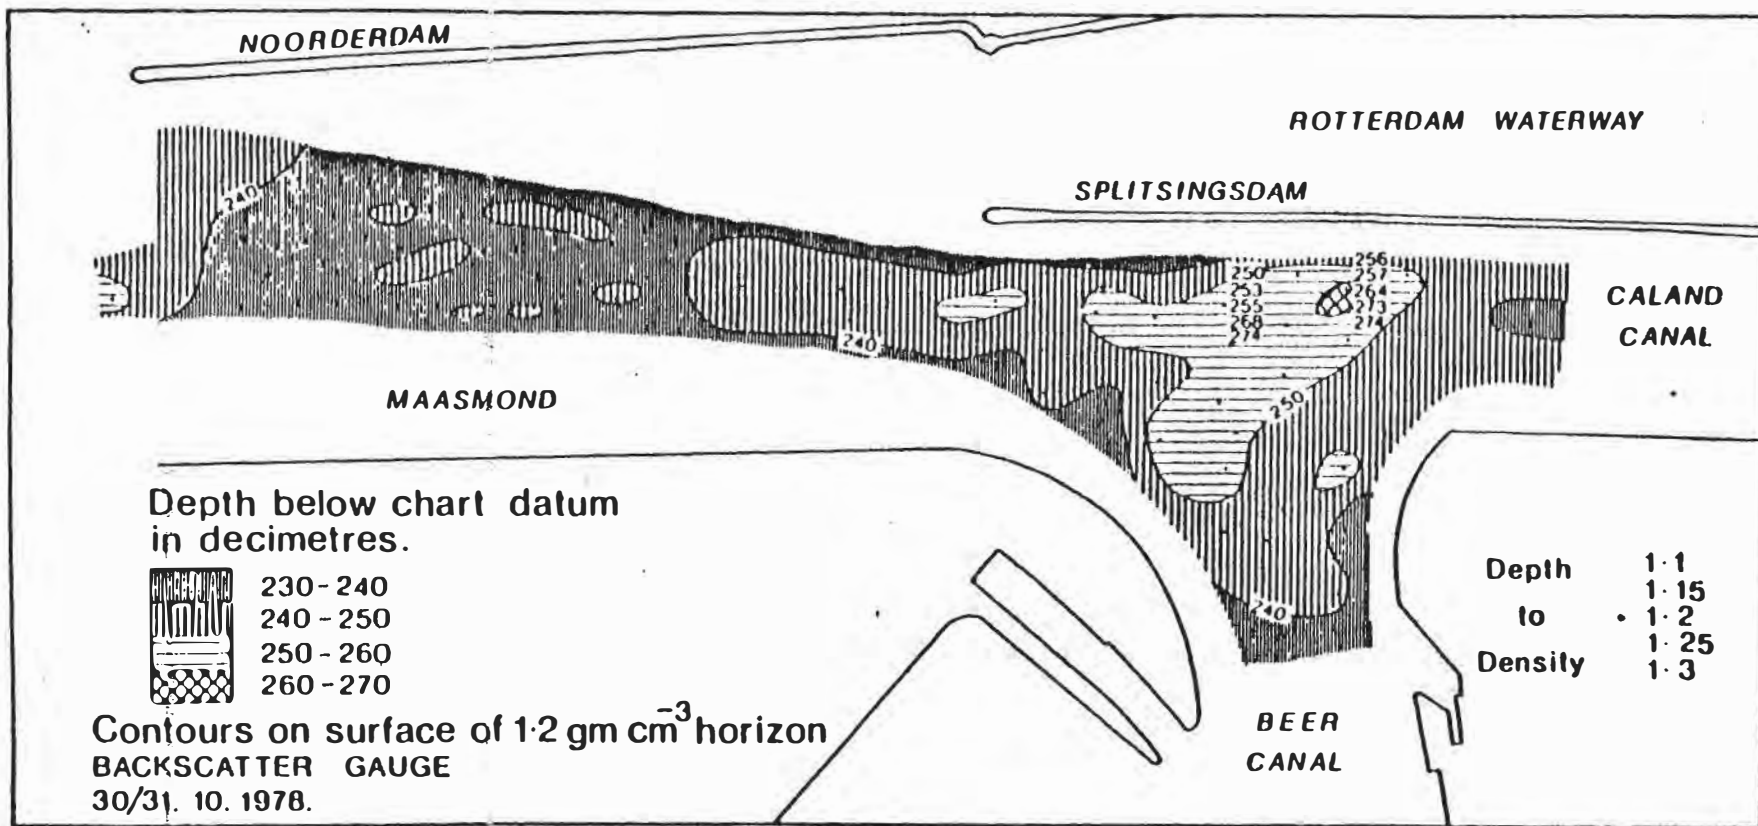 NOORDERDAM
ROTTERDAM WATERWAY
SPLITSINGSDAM
240
250
253
255
268
274
256
257
264
273
274
CALAND
CANAL
240
MAASMOND
250
240
Depth below chart datum
in decimetres.
230-240
240-250
250-260
260-270
Depth
to
Density
1·1
1·15
• 1·2
1·25
1·3
Contours on surface of 1·2 gm cm⁻³ horizon
BACKSCATTER GAUGE
30/31. 10. 1978.
BEER
CANAL